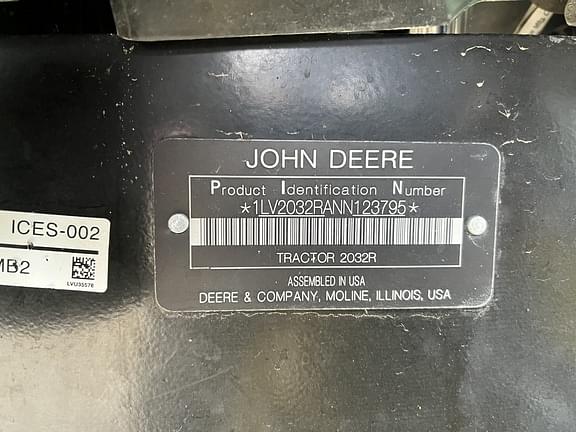 JOHN DEERE
Product Identification Number
*1LV2032RANN123795*
TRACTOR 2032R
ASSEMBLED IN USA
DEERE & COMPANY, MOLINE, ILLINOIS, USA
ICES-002
MB2
LVU35576